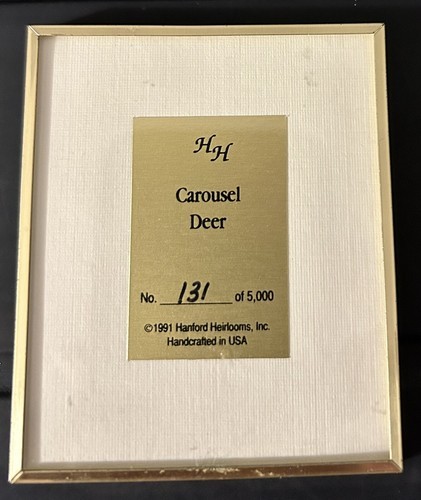 HH
Carousel
Deer
No. 131 of 5,000
©1991 Hanford Heirlooms, Inc.
Handcrafted in USA